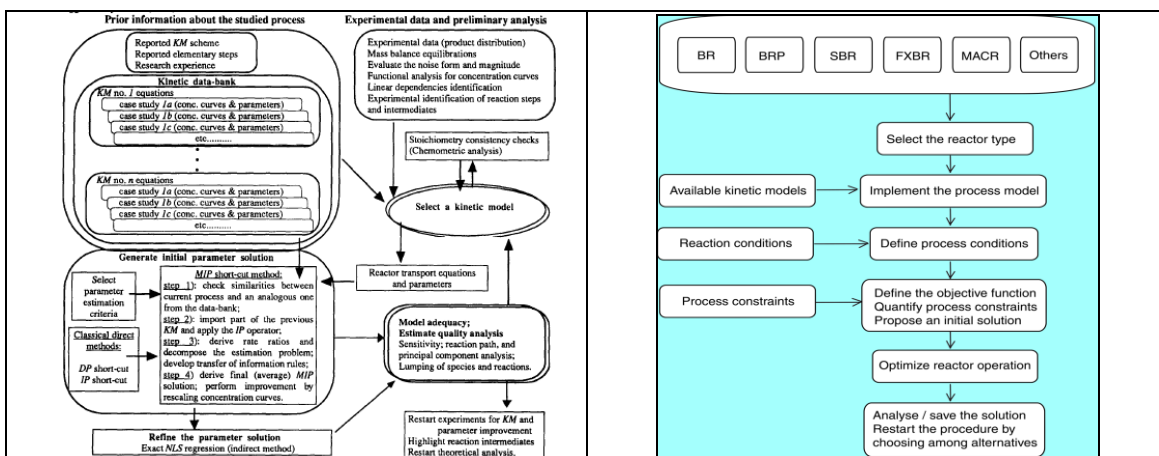 Prior information about the studied process
Reported KM scheme
Reported elementary steps
Research experience
Kinetic data-bank
KM no. 1 equations
case study 1a (conc. curves & parameters)
case study 1b (conc. curves & parameters)
case study 1c (conc. curves & parameters)
etc..........
KM no. n equations
case study 1a (conc. curves & parameters)
case study 1b (conc. curves & parameters)
case study 1c (conc. curves & parameters)
etc..........
Generate initial parameter solution
Select
parameter
estimation
criteria
Classical direct
methods:
DP short-cut
IP short-cut
MIP short-cut method:
step 1): check similarities between
current process and an analogous one
from the data-bank;
step 2): import part of the previous
KM and apply the IP operator;
step 3): derive rate ratios and
decompose the estimation problem;
develop transfer of information rules;
step 4) derive final (average) MIP
solution; perform improvement by
rescaling concentration curves.
Refine the parameter solution
Exact NLS regression (indirect method)
Experimental data and preliminary analysis
Experimental data (product distribution)
Mass balance equilibrations
Evaluate the noise form and magnitude
Functional analysis for concentration curves
Linear dependencies identification
Experimental identification of reaction steps
and intermediates
Stoichiometry consistency checks
(Chemometric analysis)
Select a kinetic model
Reactor transport equations
and parameters
Model adequacy;
Estimate quality analysis
Sensitivity; reaction path, and
principal component analysis;
Lumping of species and reactions.
Restart experiments for KM and
parameter improvement
Highlight reaction intermediates
Restart theoretical analysis.
BR
BRP
SBR
FXBR
MACR
Others
Select the reactor type
Available kinetic models
Implement the process model
Reaction conditions
Define process conditions
Process constraints
Define the objective function
Quantify process constraints
Propose an initial solution
Optimize reactor operation
Analyse / save the solution
Restart the procedure by
choosing among alternatives